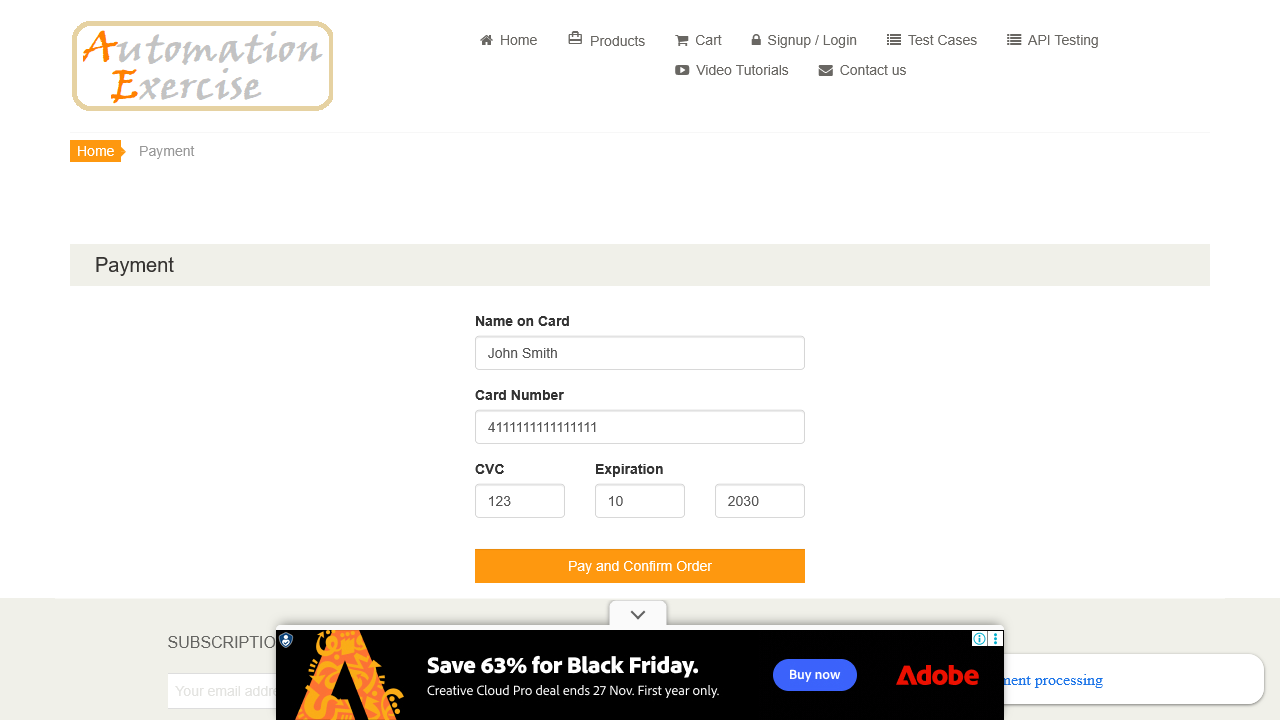 Automation
Exercise
Home
Products
Cart
Signup / Login
Test Cases
API Testing
Video Tutorials
Contact us
Home
Payment
Payment
Name on Card
John Smith
Card Number
4111111111111111
CVC
Expiration
123
10
2030
Pay and Confirm Order
SUBSCRIPTIO
Your email addre
Save 63% for Black Friday.
Creative Cloud Pro deal ends 27 Nov. First year only.
Buy now
Adobe
ment processing